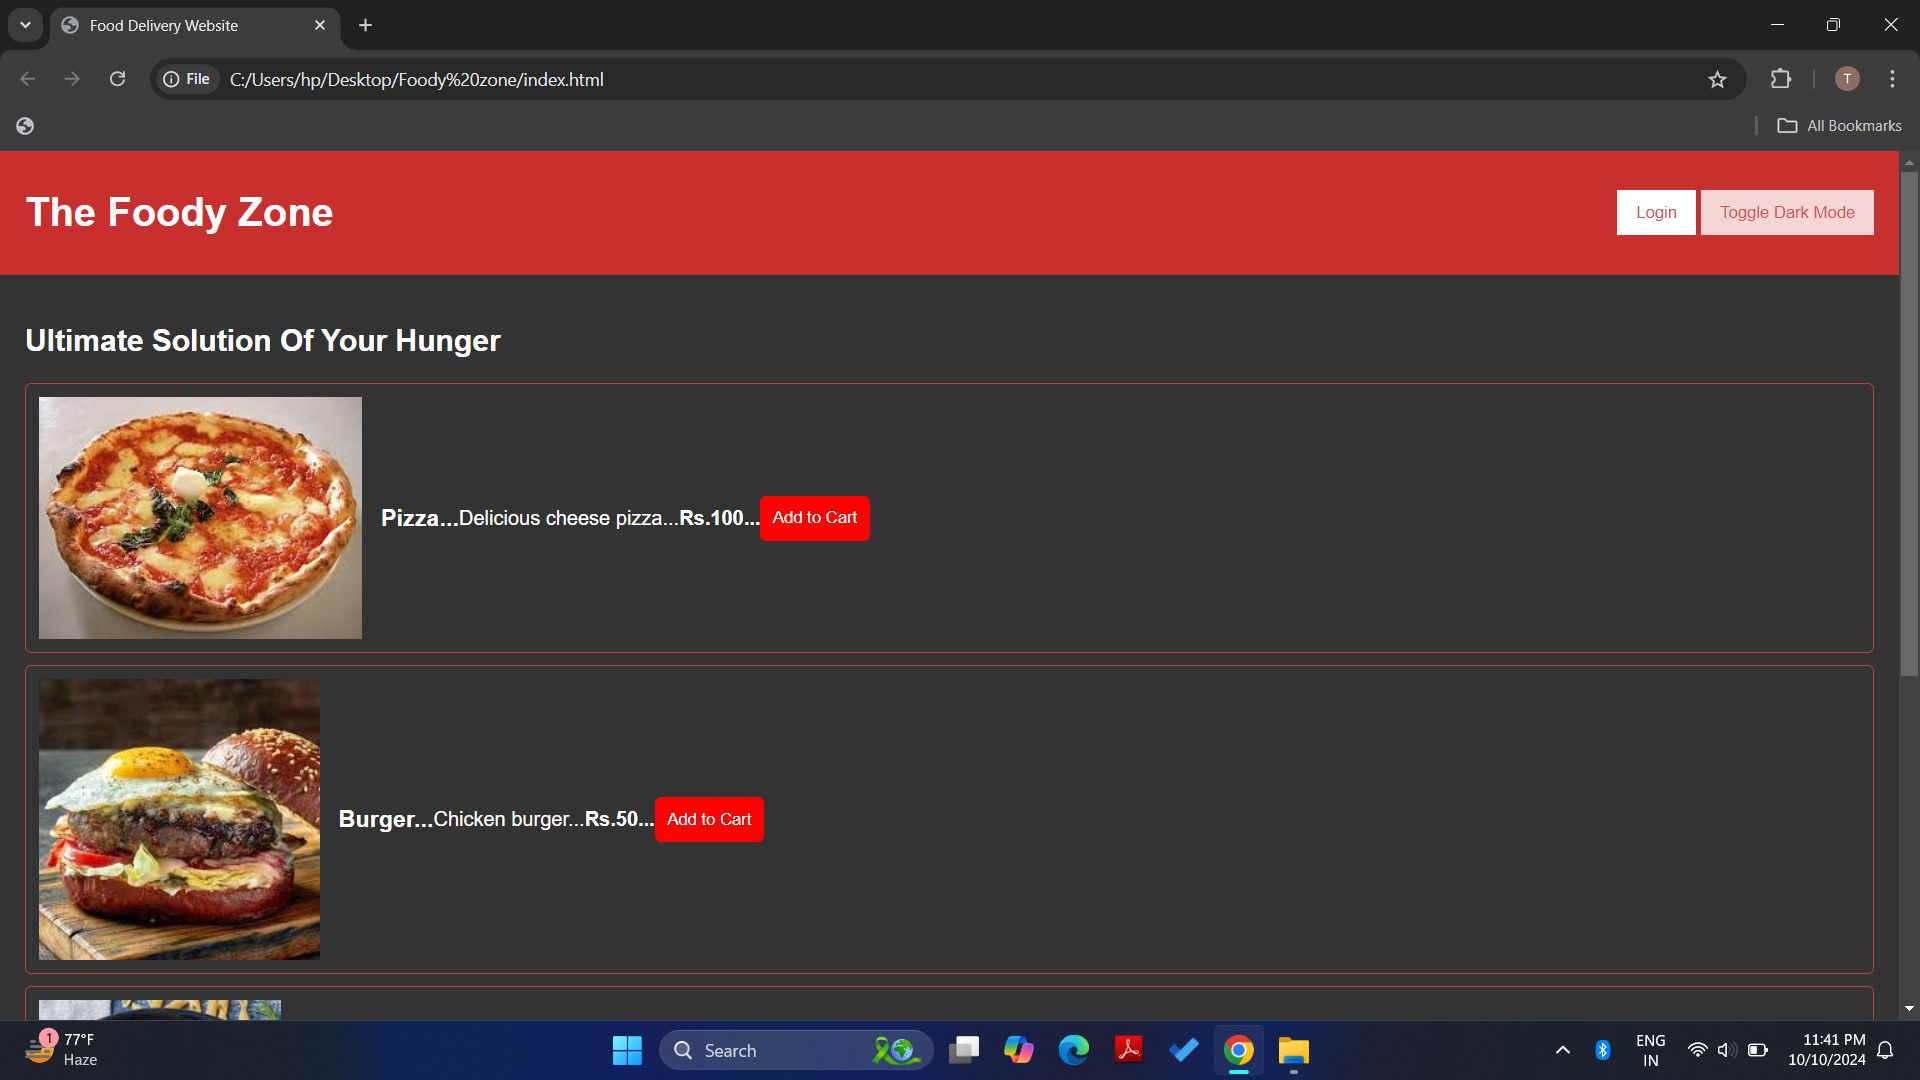 Food Delivery Website
File
C:/Users/hp/Desktop/Foody%20zone/index.html
T
All Bookmarks
The Foody Zone
Login
Toggle Dark Mode
Ultimate Solution Of Your Hunger
Pizza...Delicious cheese pizza...Rs.100...
Add to Cart
Burger...Chicken burger...Rs.50...
Add to Cart
1
77°F
Haze
Search
ENG
IN
11:41 PM
10/10/2024